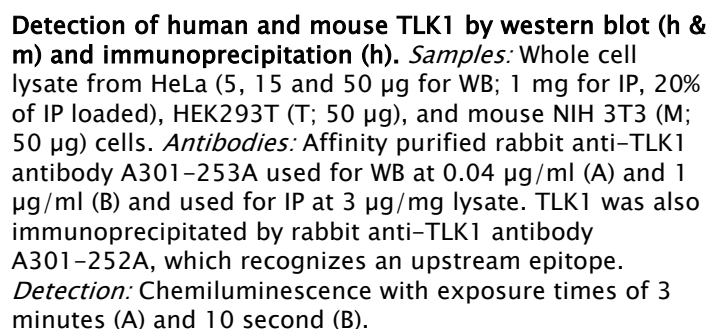 Detection of human and mouse TLK1 by western blot (h &
m) and immunoprecipitation (h). Samples: Whole cell
lysate from HeLa (5, 15 and 50 µg for WB; 1 mg for IP, 20%
of IP loaded), HEK293T (T; 50 µg), and mouse NIH 3T3 (M;
50 µg) cells. Antibodies: Affinity purified rabbit anti-TLK1
antibody A301-253A used for WB at 0.04 µg/ml (A) and 1
µg/ml (B) and used for IP at 3 µg/mg lysate. TLK1 was also
immunoprecipitated by rabbit anti-TLK1 antibody
A301-252A, which recognizes an upstream epitope.
Detection: Chemiluminescence with exposure times of 3
minutes (A) and 10 second (B).